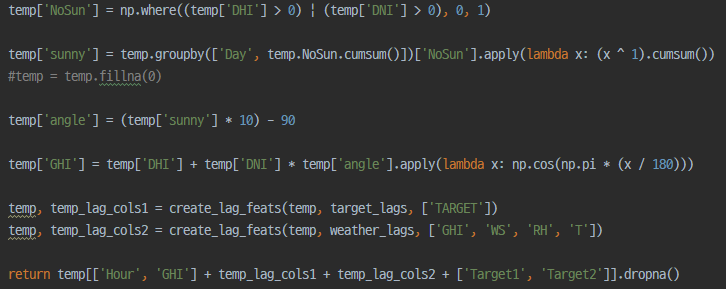 temp['NoSun'] = np.where((temp['DHI'] > 0) | (temp['DNI'] > 0), 0, 1)
temp['sunny'] = temp.groupby(['Day', temp.NoSun.cumsum()])['NoSun'].apply(lambda x: (x ^ 1).cumsum())
#temp = temp.fillna(0)
temp['angle'] = (temp['sunny'] * 10) - 90
temp['GHI'] = temp['DHI'] + temp['DNI'] * temp['angle'].apply(lambda x: np.cos(np.pi * (x / 180)))
temp, temp_lag_cols1 = create_lag_feats(temp, target_lags, ['TARGET'])
temp, temp_lag_cols2 = create_lag_feats(temp, weather_lags, ['GHI', 'WS', 'RH', 'T'])
return temp[['Hour', 'GHI'] + temp_lag_cols1 + temp_lag_cols2 + ['Target1', 'Target2']].dropna()